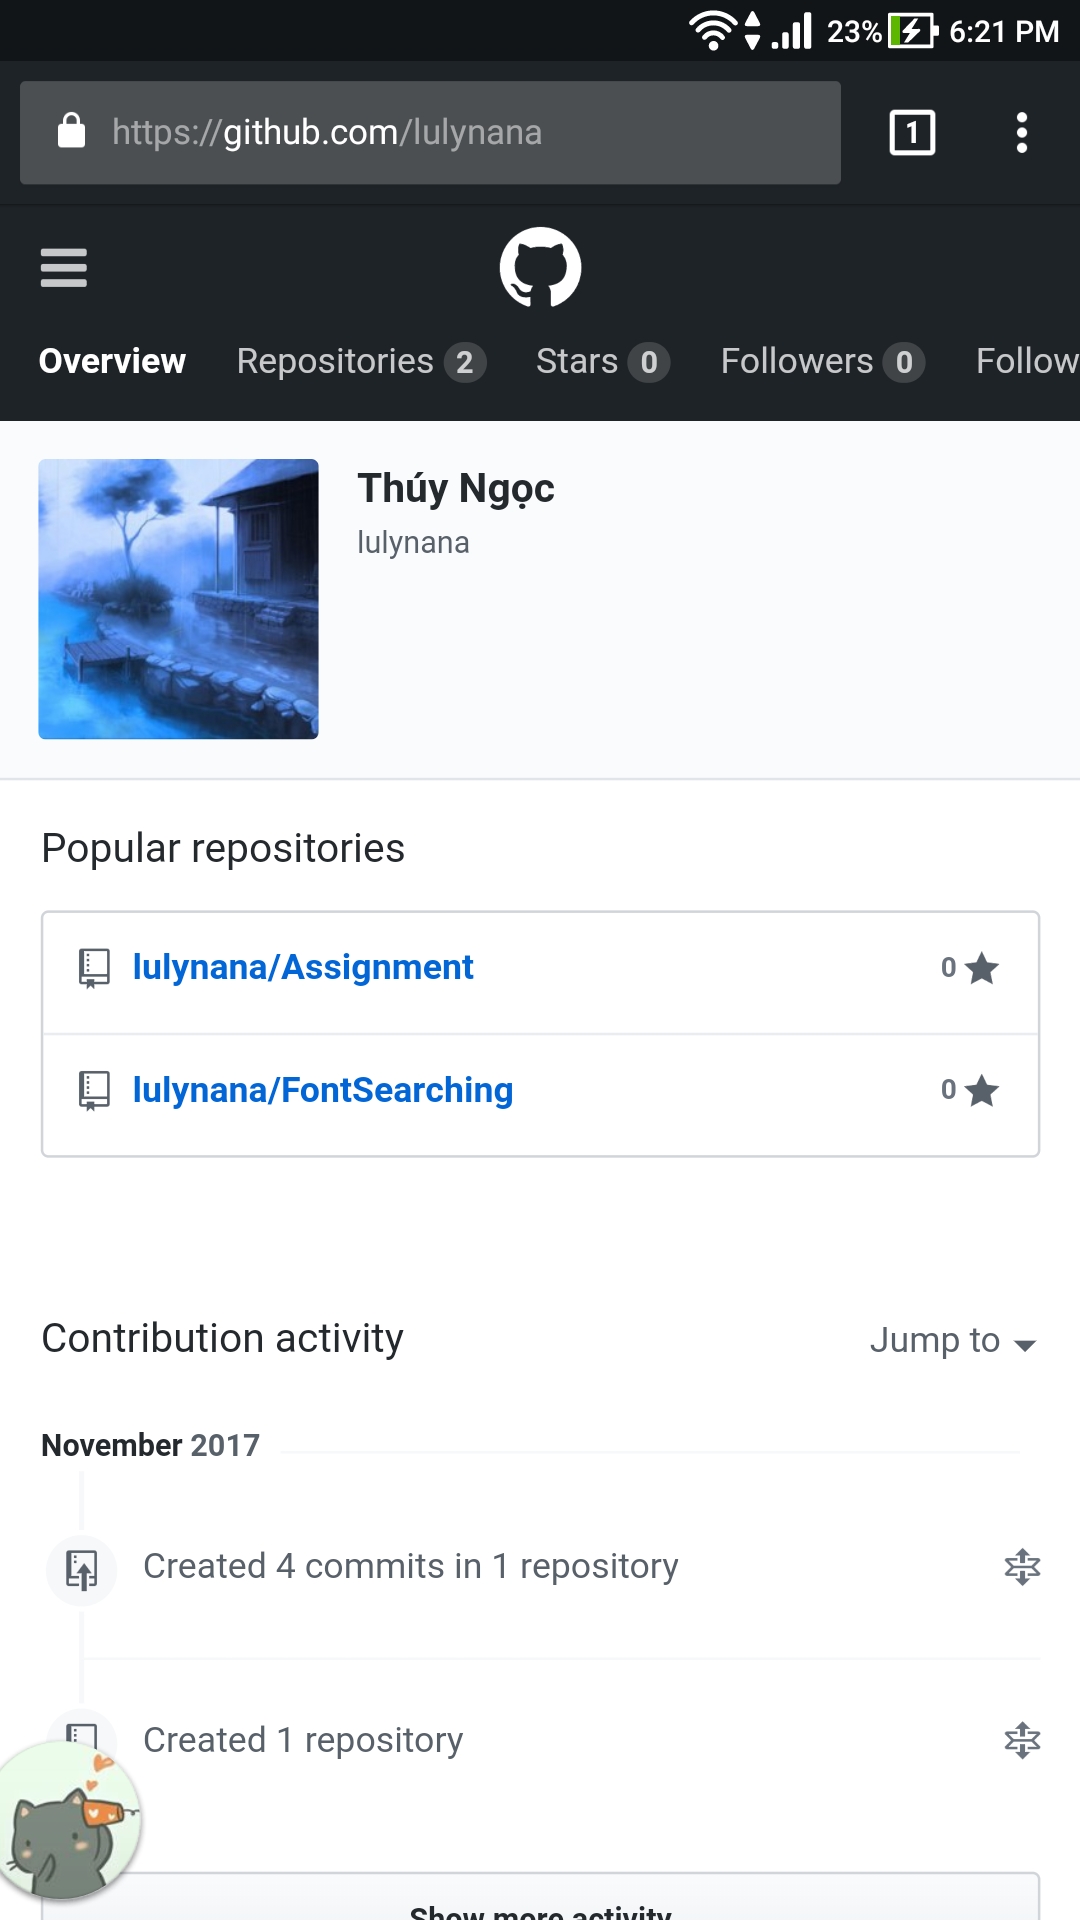 23% 6:21 PM
https://github.com/lulynana 1
Overview Repositories 2 Stars 0 Followers 0 Follow
Thúy Ngọc
lulynana
Popular repositories
lulynana/Assignment 0
lulynana/FontSearching 0
Contribution activity Jump to
November 2017
Created 4 commits in 1 repository
Created 1 repository
Show more activity